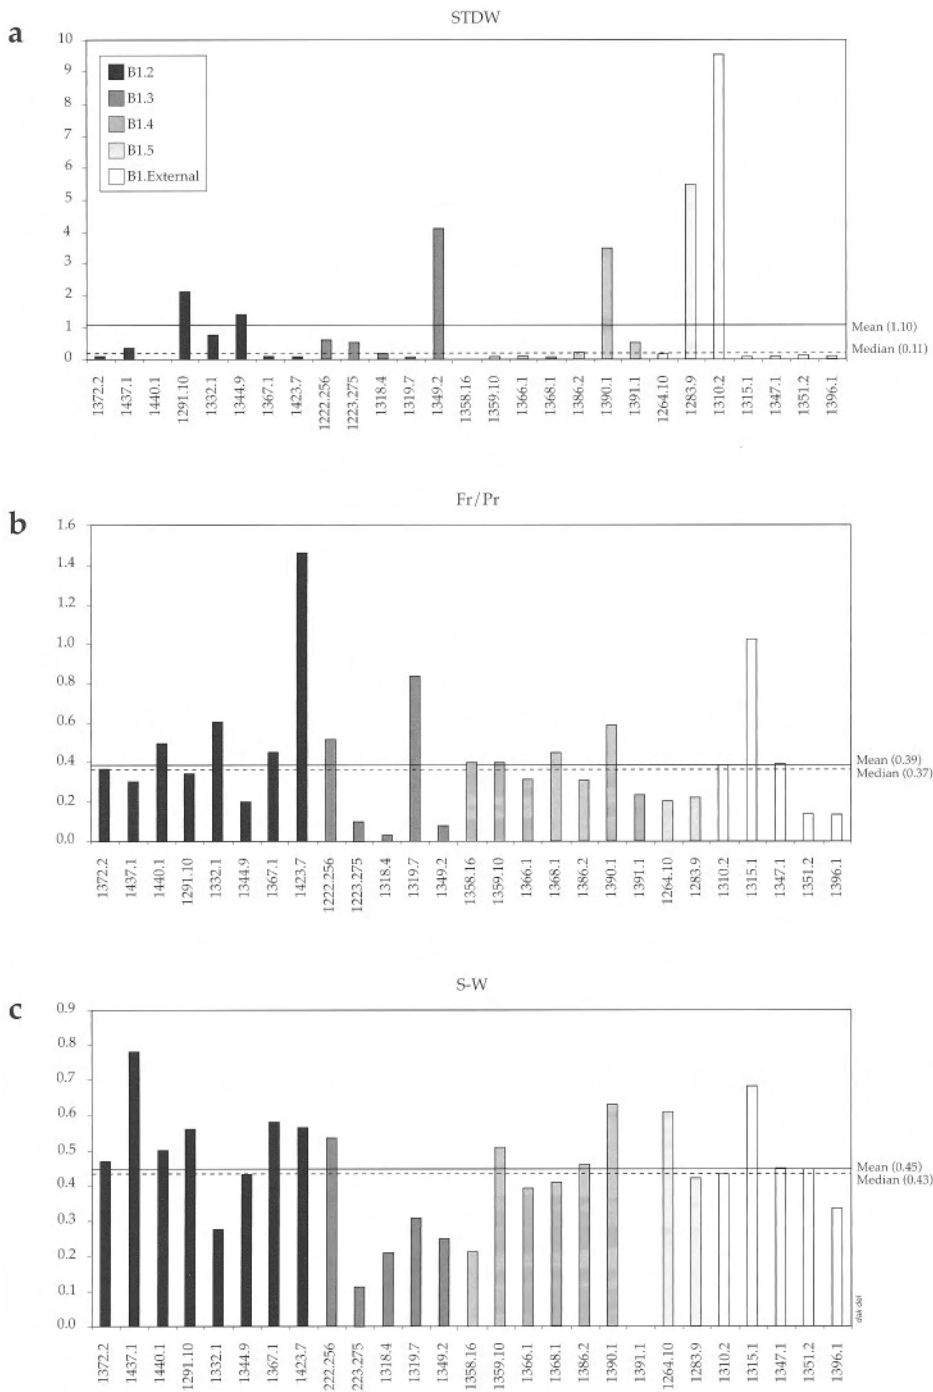 a
STDW
10
9
8
7
6
5
4
3
2
1
0
B1.2
B1.3
B1.4
B1.5
B1.External
Mean (1.10)
Median (0.11)
1372.2 1437.1 1440.1 1291.10 1332.1 1344.9 1367.1 1423.7 1222.256 1223.275 1318.4 1319.7 1349.2 1358.16 1359.10 1366.1 1368.1 1386.2 1390.1 1391.1 1264.10 1283.9 1310.2 1315.1 1347.1 1351.2 1396.1
b
Fr/Pr
1.6
1.4
1.2
1.0
0.8
0.6
0.4
0.2
0.0
Mean (0.39)
Median (0.37)
1372.2 1437.1 1440.1 1291.10 1332.1 1344.9 1367.1 1423.7 1222.256 1223.275 1318.4 1319.7 1349.2 1358.16 1359.10 1366.1 1368.1 1386.2 1390.1 1391.1 1264.10 1283.9 1310.2 1315.1 1347.1 1351.2 1396.1
c
S-W
0.9
0.8
0.7
0.6
0.5
0.4
0.3
0.2
0.1
0.0
Mean (0.45)
Median (0.43)
dak del
1372.2 1437.1 1440.1 1291.10 1332.1 1344.9 1367.1 1423.7 222.256 223.275 1318.4 1319.7 1349.2 1358.16 1359.10 1366.1 1368.1 1386.2 1390.1 1391.1 1264.10 1283.9 1310.2 1315.1 1347.1 1351.2 1396.1